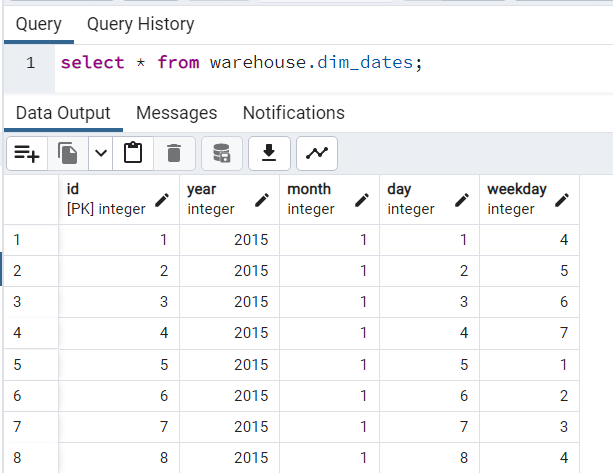 Query Query History
1 select * from warehouse.dim_dates;
Data Output Messages Notifications
id year month day weekday
[PK] integer integer integer integer integer
1 1 2015 1 1 4
2 2 2015 1 2 5
3 3 2015 1 3 6
4 4 2015 1 4 7
5 5 2015 1 5 1
6 6 2015 1 6 2
7 7 2015 1 7 3
8 8 2015 1 8 4